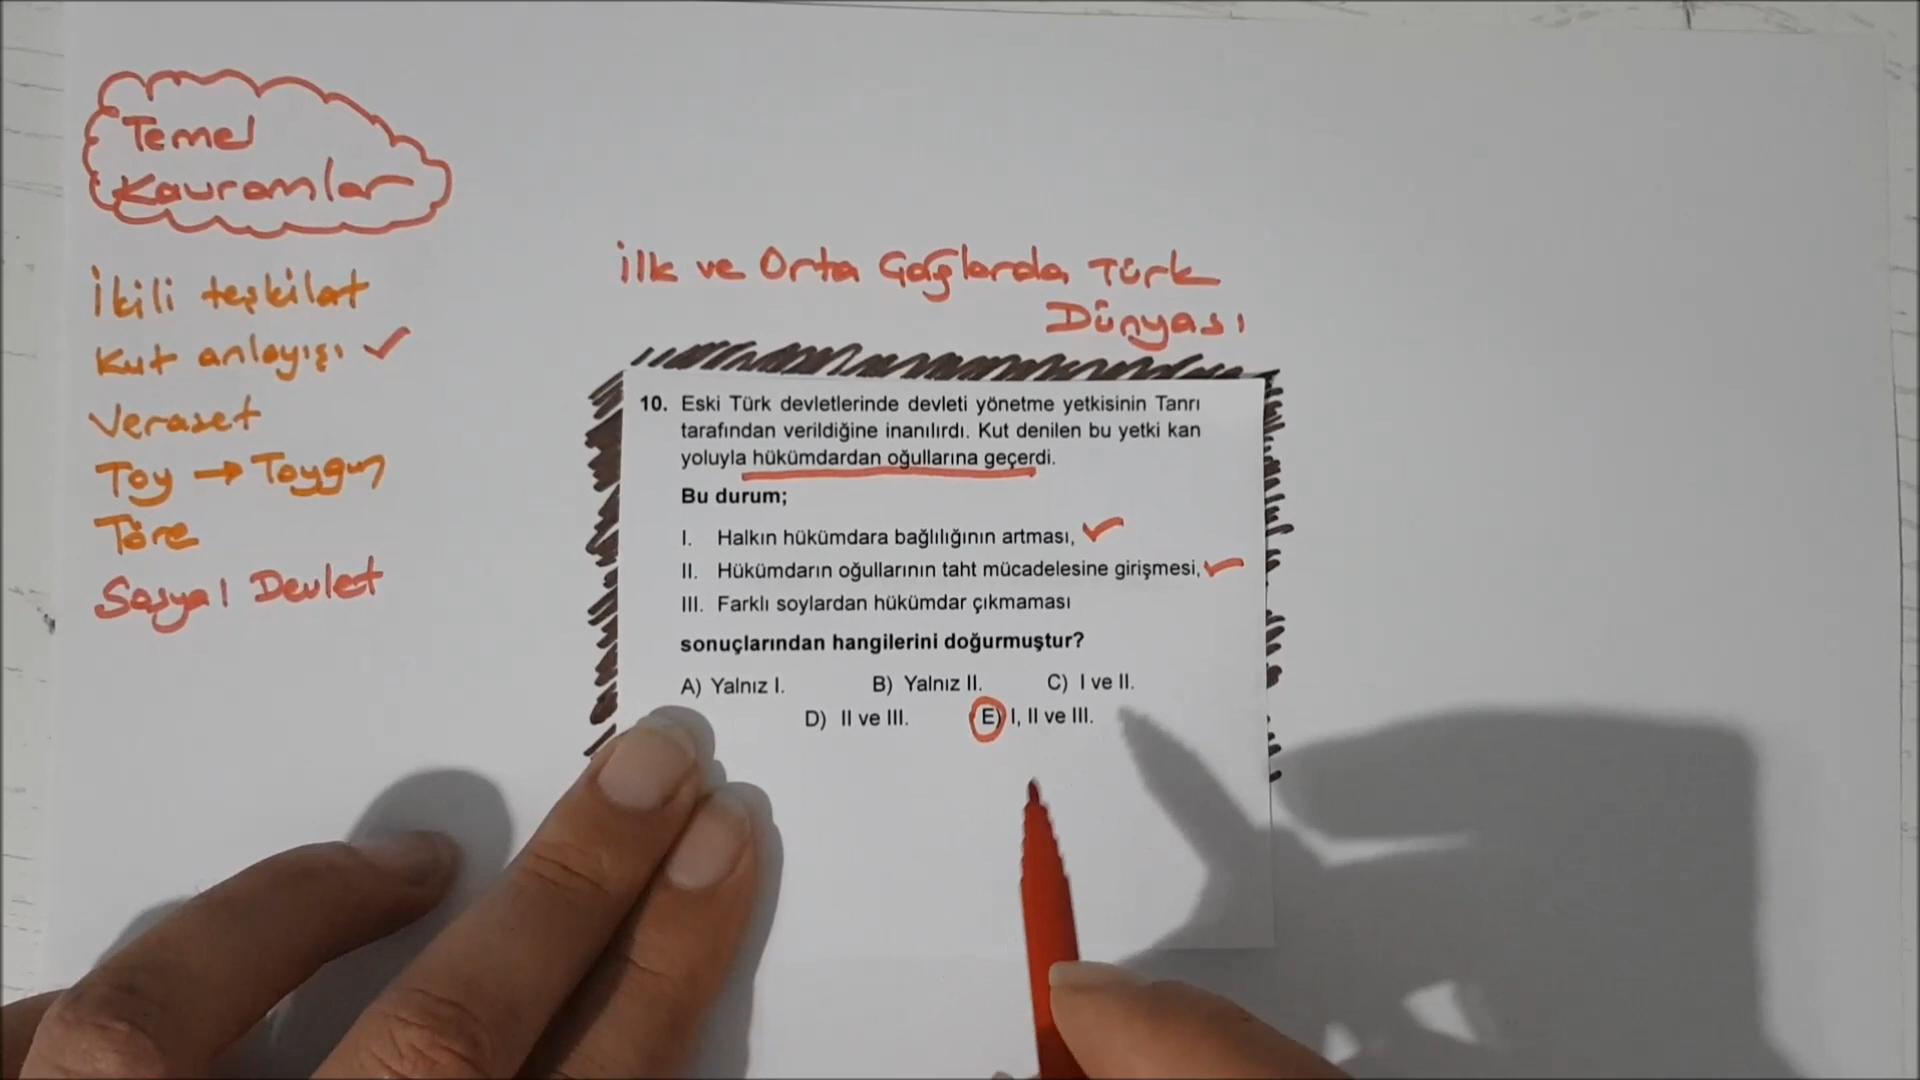 Temel
Kavramlar
İkili teşkilat
Kut anlayışı ✓
Veraset
Toy → Toygun
Töre
Sosyal Devlet
İlk ve Orta Çağlarda Türk
Dünyası
10. Eski Türk devletlerinde devleti yönetme yetkisinin Tanrı
tarafından verildiğine inanılırdı. Kut denilen bu yetki kan
yoluyla hükümdardan oğullarına geçerdi.
Bu durum;
I. Halkın hükümdara bağlılığının artması, ✓
II. Hükümdarın oğullarının taht mücadelesine girişmesi, ✓
III. Farklı soylardan hükümdar çıkmaması
sonuçlarından hangilerini doğurmuştur?
A) Yalnız I. B) Yalnız II. C) I ve II.
D) II ve III. E) I, II ve III.